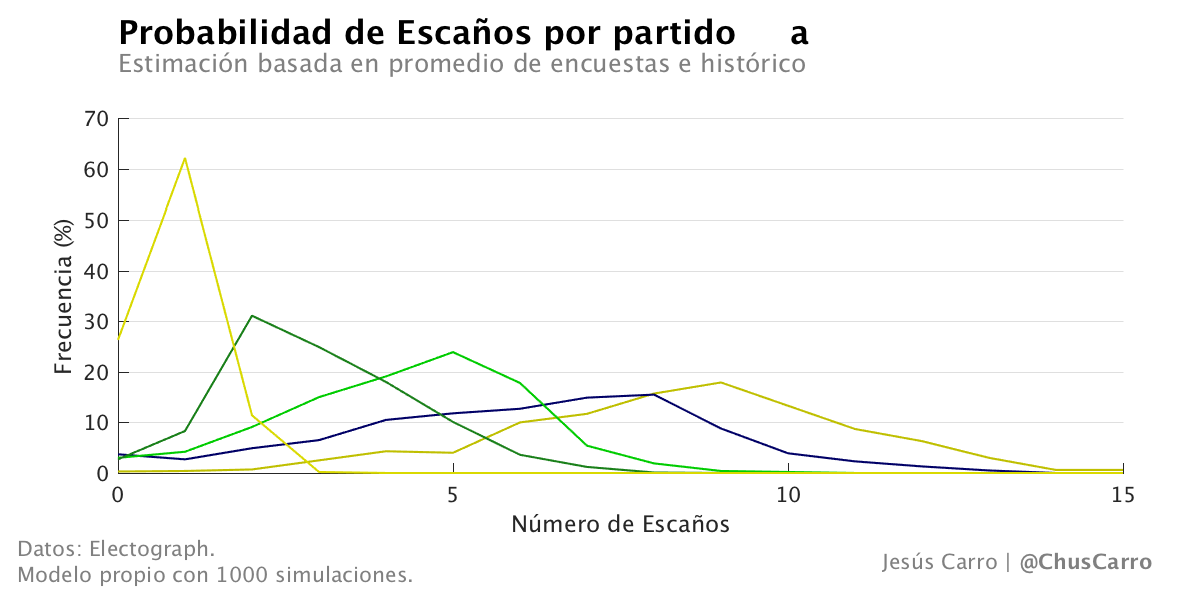 Probabilidad de Escaños por partido a
Estimación basada en promedio de encuestas e histórico
70
60
50
40
30
20
10
0
Frecuencia (%)
0 5 10 15
Número de Escaños
Datos: Electograph.
Modelo propio con 1000 simulaciones.
Jesús Carro | @ChusCarro